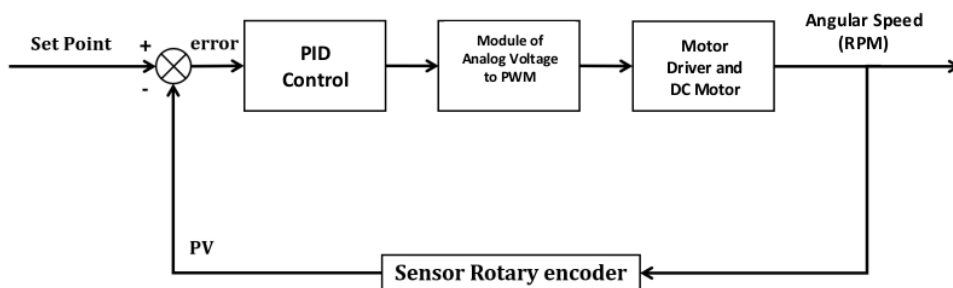 Set Point
+
-
error
PID
Control
Module of
Analog Voltage
to PWM
Motor
Driver and
DC Motor
Angular Speed
(RPM)
PV
Sensor Rotary encoder